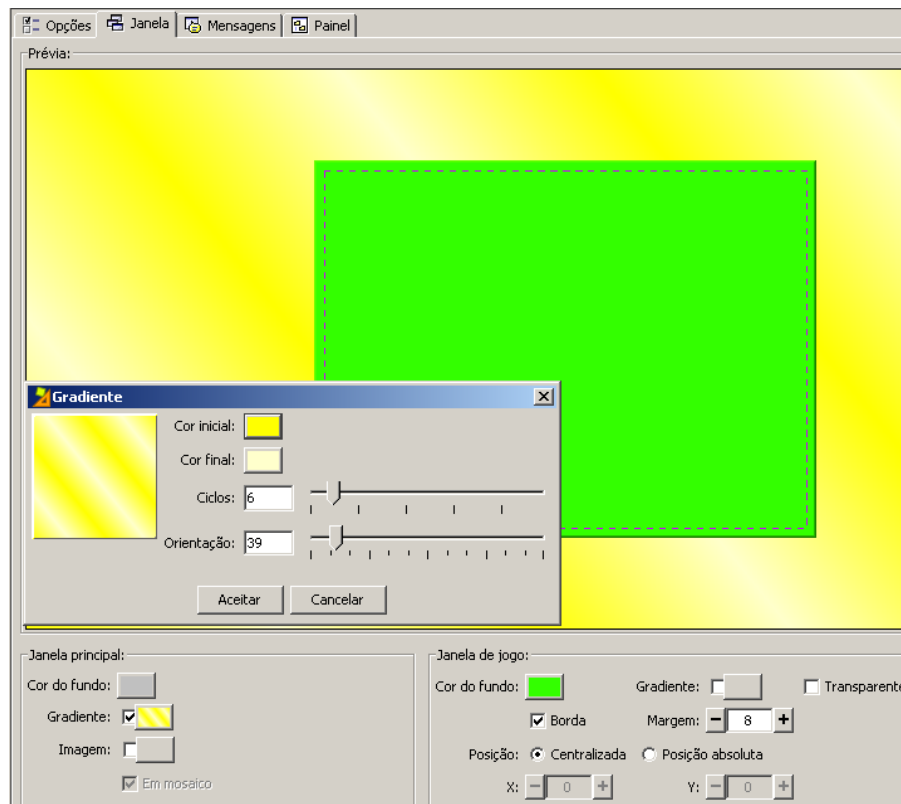 Opções Janela Mensagens Painel
Prévia:
Gradiente
Cor inicial:
Cor final:
Ciclos: 6
Orientação: 39
Aceitar Cancelar
Janela principal:
Cor do fundo:
Gradiente:
Imagem:
Em mosaico
Janela de jogo:
Cor do fundo: Gradiente: Transparente
Borda Margem: 8
Posição: Centralizada Posição absoluta
X: 0 Y: 0